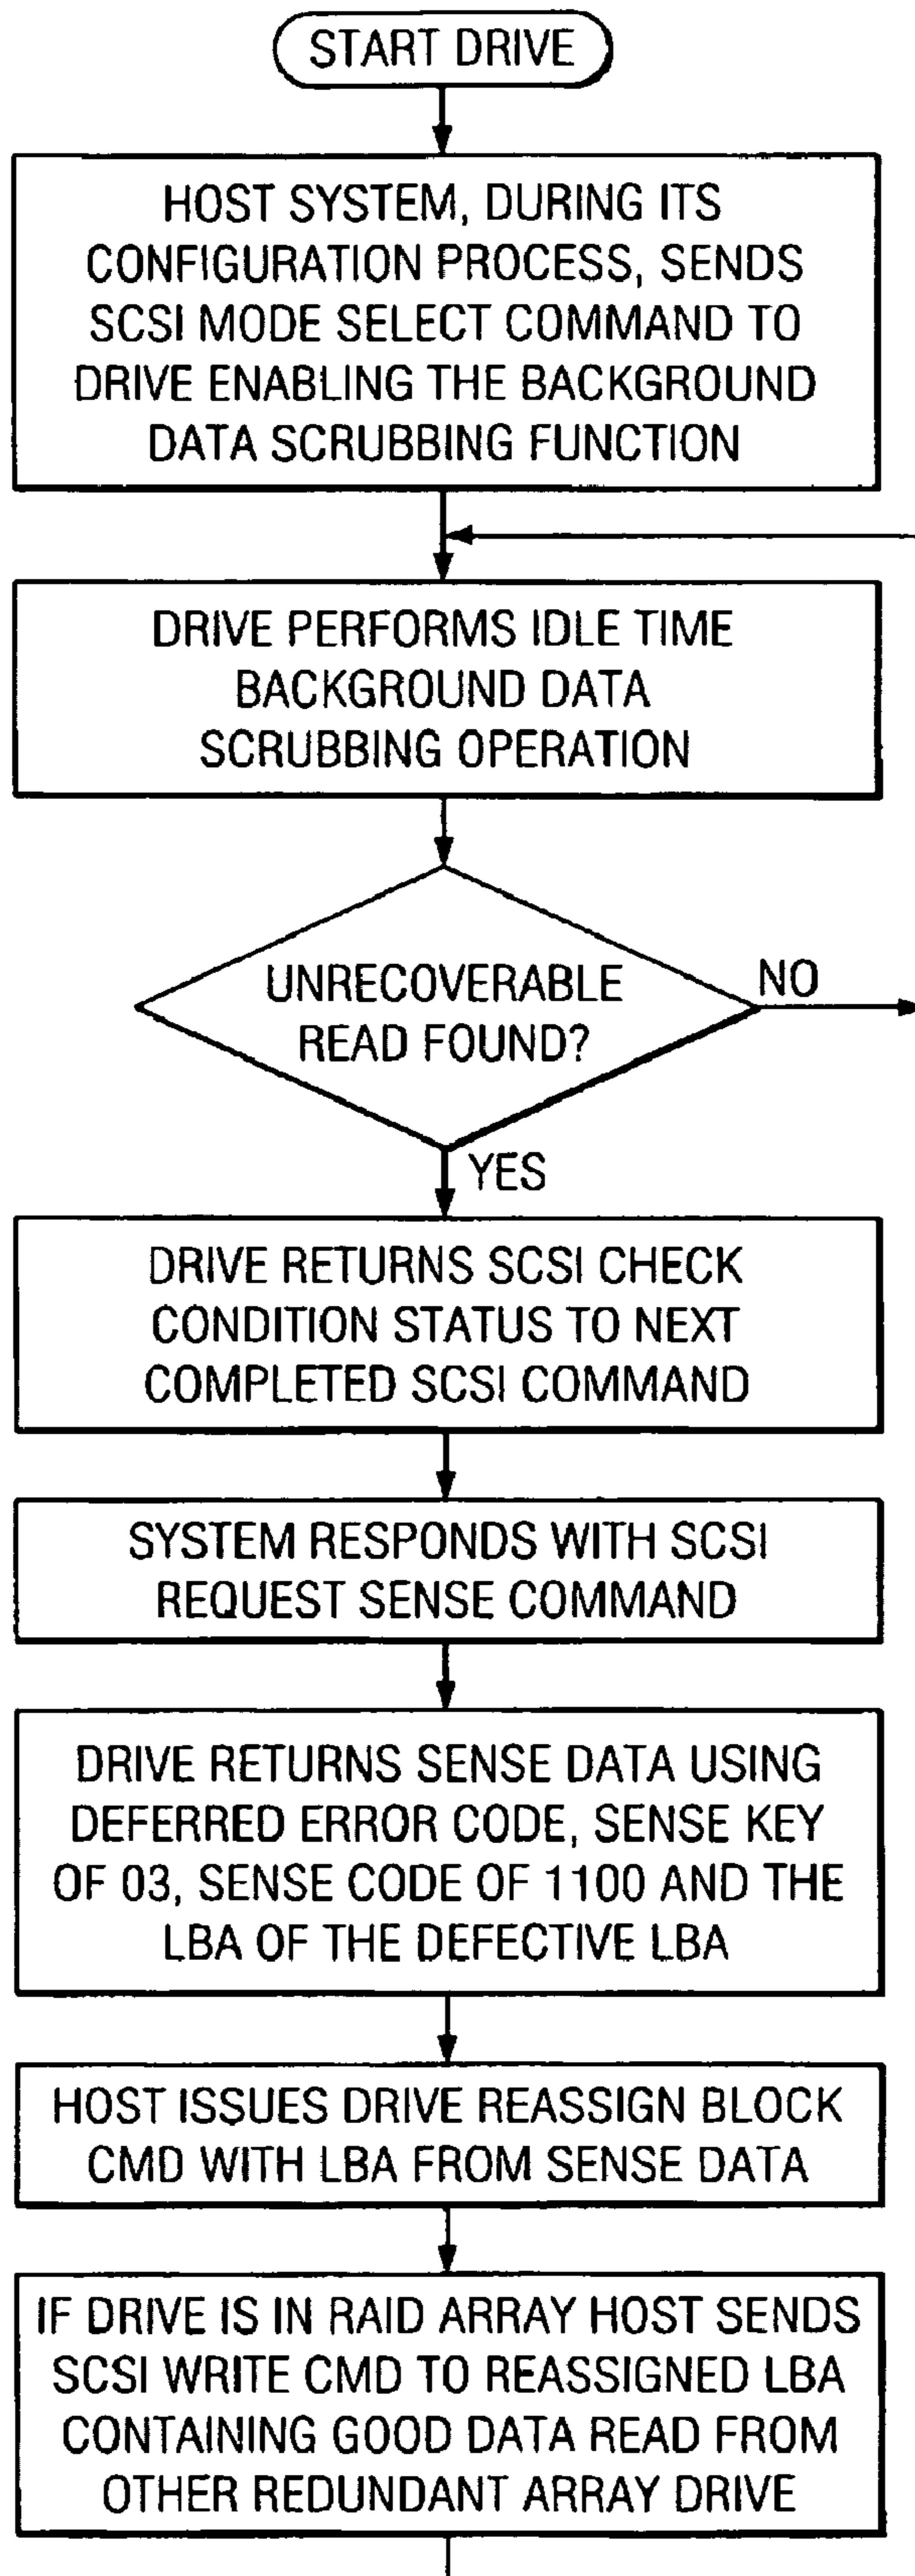 START DRIVE
HOST SYSTEM, DURING ITS
CONFIGURATION PROCESS, SENDS
SCSI MODE SELECT COMMAND TO
DRIVE ENABLING THE BACKGROUND
DATA SCRUBBING FUNCTION
DRIVE PERFORMS IDLE TIME
BACKGROUND DATA
SCRUBBING OPERATION
UNRECOVERABLE
READ FOUND?
NO
YES
DRIVE RETURNS SCSI CHECK
CONDITION STATUS TO NEXT
COMPLETED SCSI COMMAND
SYSTEM RESPONDS WITH SCSI
REQUEST SENSE COMMAND
DRIVE RETURNS SENSE DATA USING
DEFERRED ERROR CODE, SENSE KEY
OF 03, SENSE CODE OF 1100 AND THE
LBA OF THE DEFECTIVE LBA
HOST ISSUES DRIVE REASSIGN BLOCK
CMD WITH LBA FROM SENSE DATA
IF DRIVE IS IN RAID ARRAY HOST SENDS
SCSI WRITE CMD TO REASSIGNED LBA
CONTAINING GOOD DATA READ FROM
OTHER REDUNDANT ARRAY DRIVE